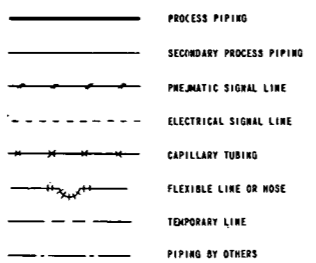 PROCESS PIPING
SECONDARY PROCESS PIPING
PNEUMATIC SIGNAL LINE
ELECTRICAL SIGNAL LINE
CAPILLARY TUBING
FLEXIBLE LINE OR HOSE
TEMPORARY LINE
PIPING BY OTHERS